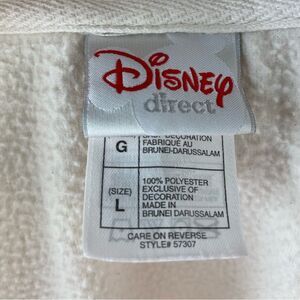 Disney
direct
DECORATION
G
FABRIQUÉ AU
BRUNEI-DARUSSALAM
(SIZE)
L
100% POLYESTER
EXCLUSIVE OF
DECORATION
MADE IN
BRUNEI DARUSSALAM
CARE ON REVERSE
STYLE# 57307